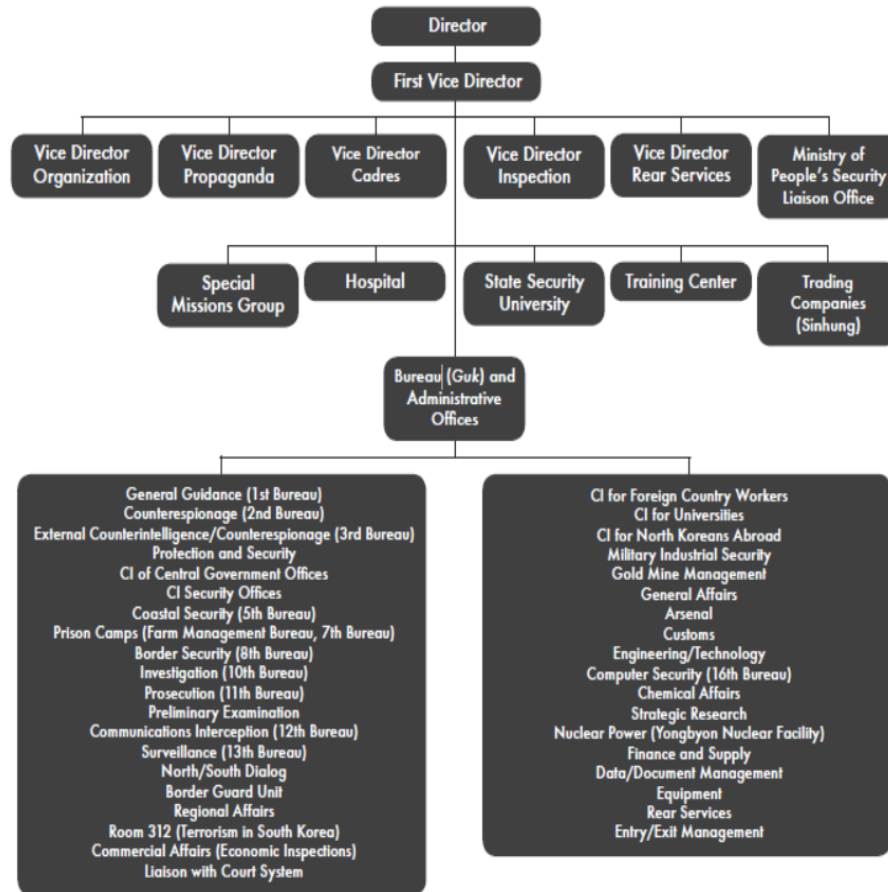 Director
First Vice Director
Vice Director
Organization
Vice Director
Propaganda
Vice Director
Cadres
Vice Director
Inspection
Vice Director
Rear Services
Ministry of
People's Security
Liaison Office
Special
Missions Group
Hospital
State Security
University
Training Center
Trading
Companies
(Sinhung)
Bureau (Guk) and
Administrative
Offices
General Guidance (1st Bureau)
Counterespionage (2nd Bureau)
External Counterintelligence/Counterespionage (3rd Bureau)
Protection and Security
CI of Central Government Offices
CI Security Offices
Coastal Security (5th Bureau)
Prison Camps (Farm Management Bureau, 7th Bureau)
Border Security (8th Bureau)
Investigation (10th Bureau)
Prosecution (11th Bureau)
Preliminary Examination
Communications Interception (12th Bureau)
Surveillance (13th Bureau)
North/South Dialog
Border Guard Unit
Regional Affairs
Room 312 (Terrorism in South Korea)
Commercial Affairs (Economic Inspections)
Liaison with Court System
CI for Foreign Country Workers
CI for Universities
CI for North Koreans Abroad
Military Industrial Security
Gold Mine Management
General Affairs
Arsenal
Customs
Engineering/Technology
Computer Security (16th Bureau)
Chemical Affairs
Strategic Research
Nuclear Power (Yongbyon Nuclear Facility)
Finance and Supply
Data/Document Management
Equipment
Rear Services
Entry/Exit Management